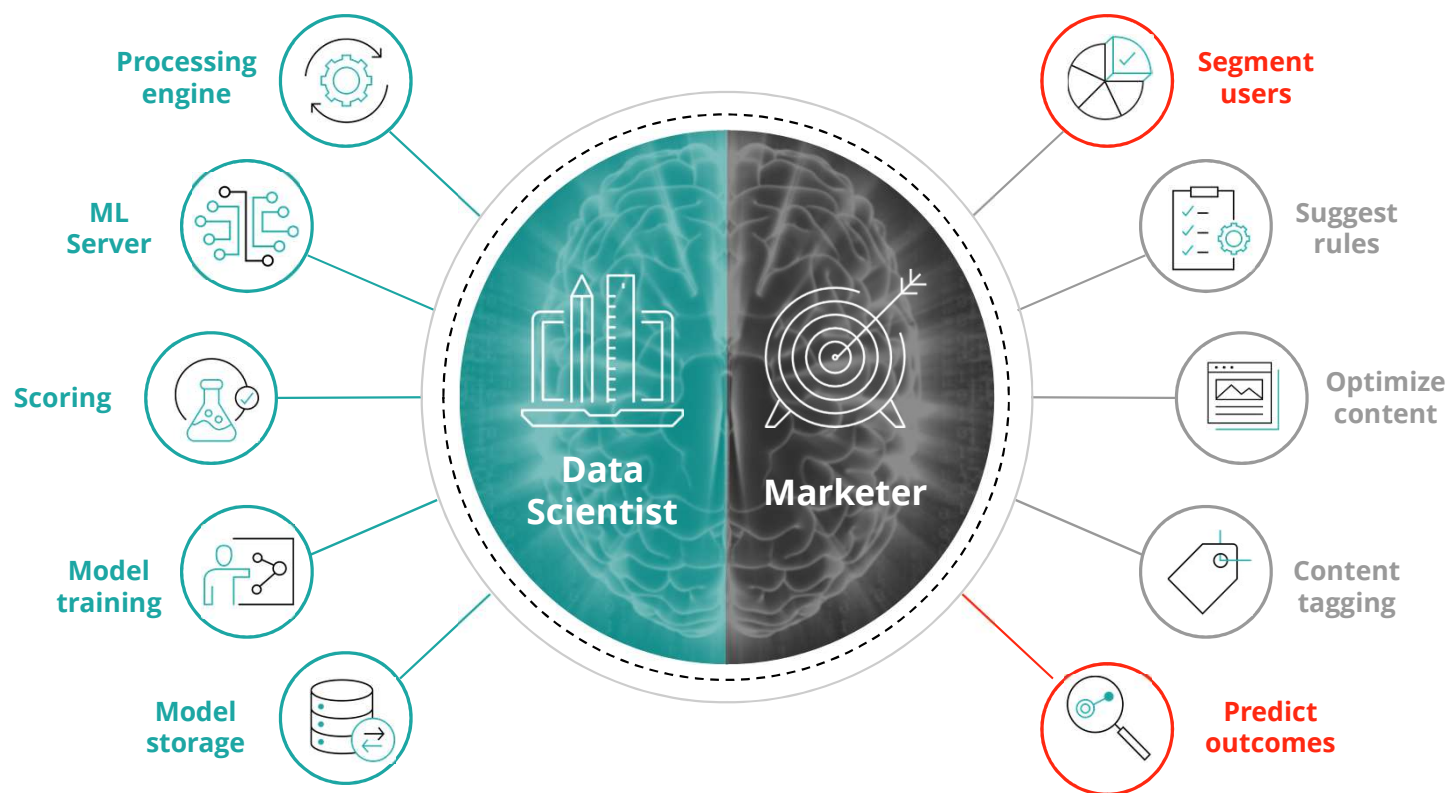 Processing
engine
ML
Server
Scoring
Model
training
Model
storage
Data
Scientist
Marketer
Segment
users
Suggest
rules
Optimize
content
Content
tagging
Predict
outcomes